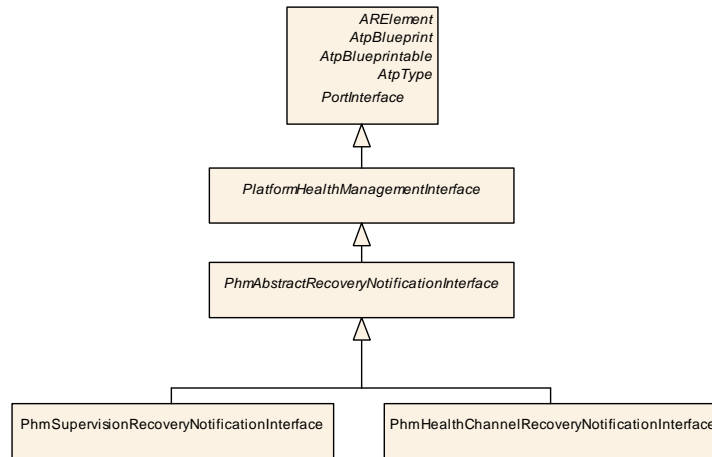 ARElement
AtpBlueprint
AtpBlueprintable
AtpType
PortInterface
PlatformHealthManagementInterface
PhmAbstractRecoveryNotificationInterface
PhmSupervisionRecoveryNotificationInterface
PhmHealthChannelRecoveryNotificationInterface